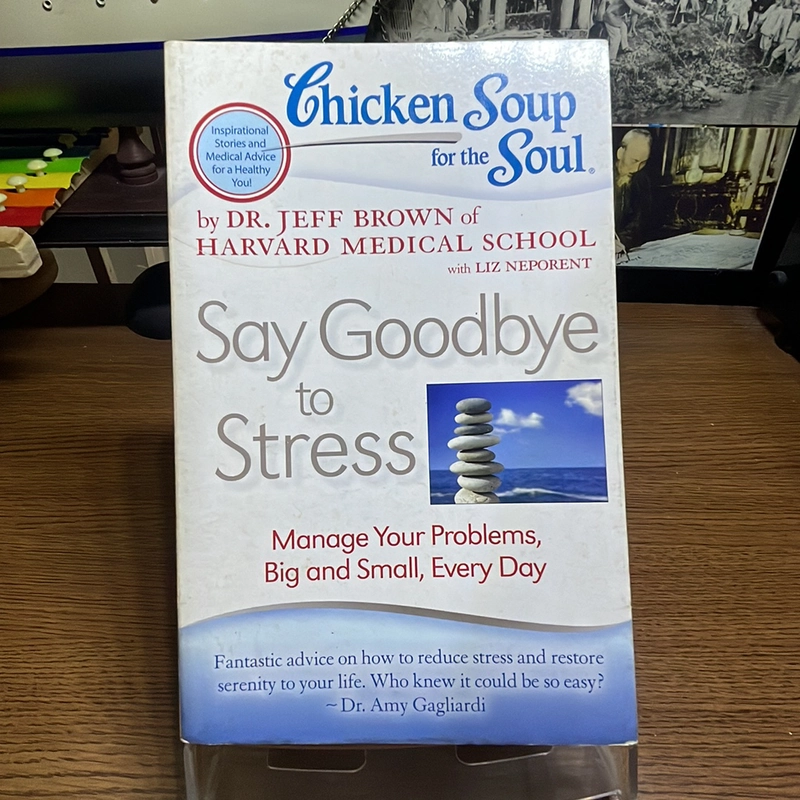 Chicken Soup
for the Soul®
Inspirational
Stories and
Medical Advice
for a Healthy
You!
by DR. JEFF BROWN of
HARVARD MEDICAL SCHOOL
with LIZ NEPORENT
Say Goodbye
to
Stress
Manage Your Problems,
Big and Small, Every Day
Fantastic advice on how to reduce stress and restore
serenity to your life. Who knew it could be so easy?
~ Dr. Amy Gagliardi